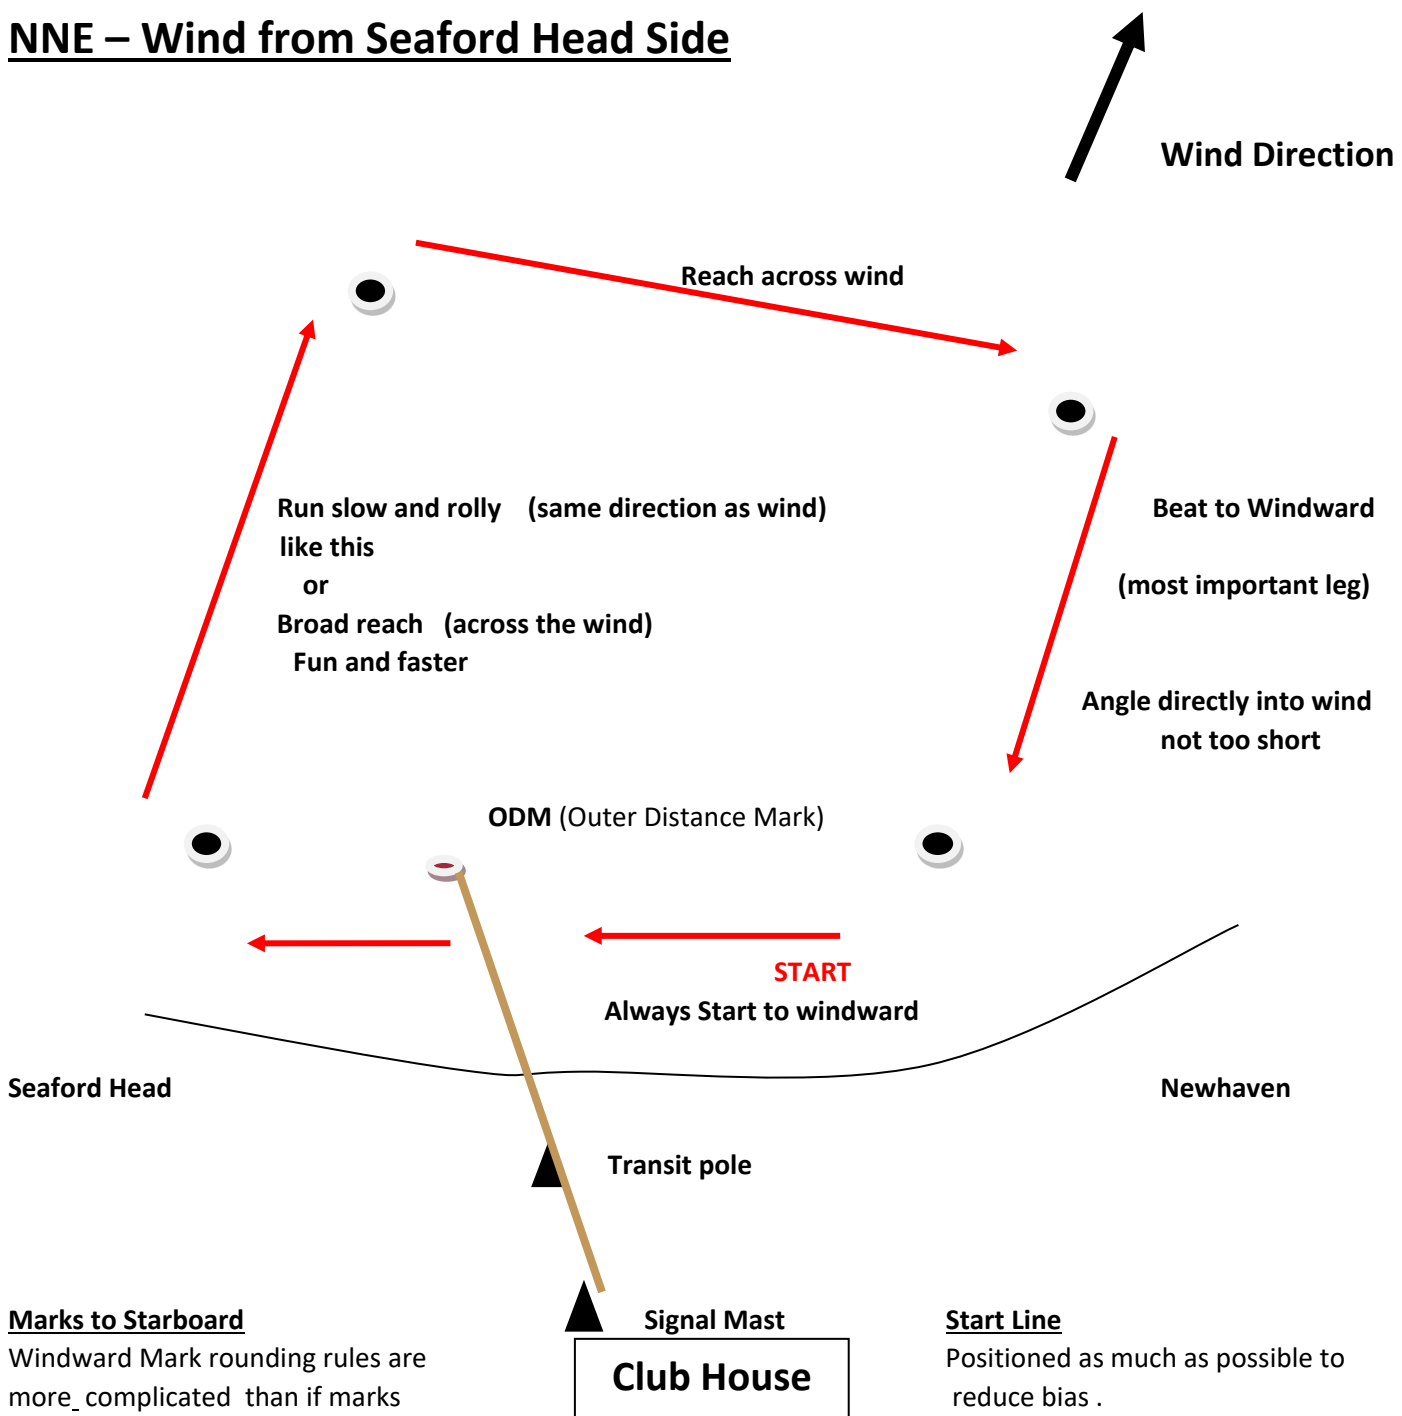 NNE – Wind from Seaford Head Side
Wind Direction
Reach across wind
Run slow and rolly (same direction as wind)
like this
or
Broad reach (across the wind)
Fun and faster
Beat to Windward
(most important leg)
Angle directly into wind
not too short
ODM (Outer Distance Mark)
START
Always Start to windward
Seaford Head
Newhaven
Transit pole
Signal Mast
Club House
Marks to Starboard
Windward Mark rounding rules are
more complicated than if marks
Start Line
Positioned as much as possible to
reduce bias .